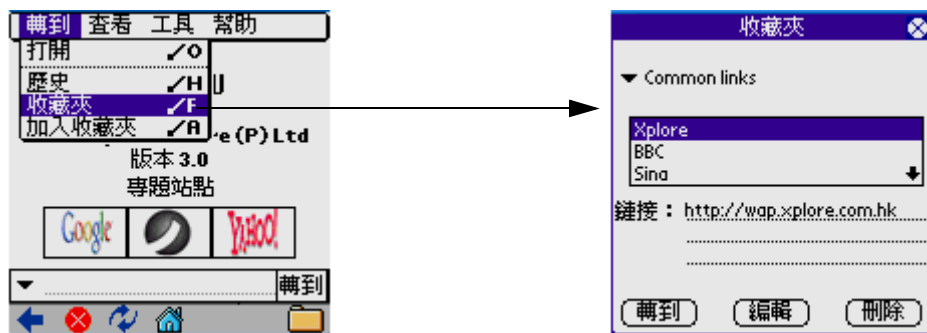 轉到 查看 工具 幫助
打開 /O
歷史 /H
收藏夾 /F
加入收藏夾 /A
re (P) Ltd
版本 3.0
專題站點
Google YAHOO!
轉到
收藏夾
Common links
Xplore
BBC
Sina
鏈接： http://wap.xplore.com.hk
轉到 編輯 刪除